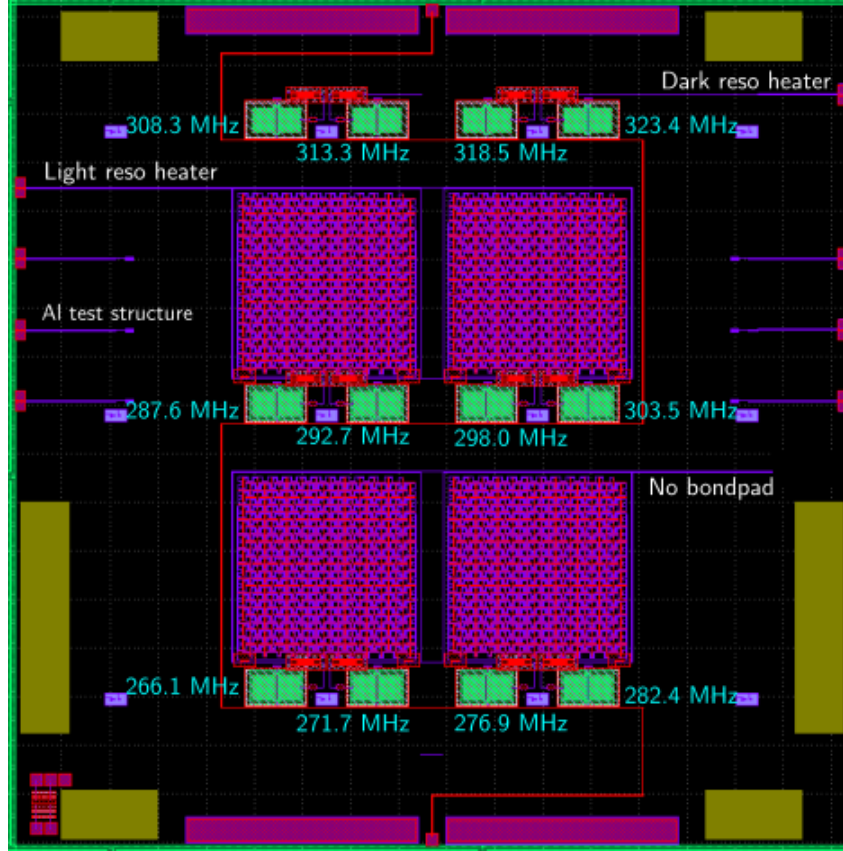 Dark reso heater
308.3 MHz
323.4 MHz
313.3 MHz
318.5 MHz
Light reso heater
Al test structure
287.6 MHz
303.5 MHz
292.7 MHz
298.0 MHz
No bondpad
266.1 MHz
282.4 MHz
271.7 MHz
276.9 MHz